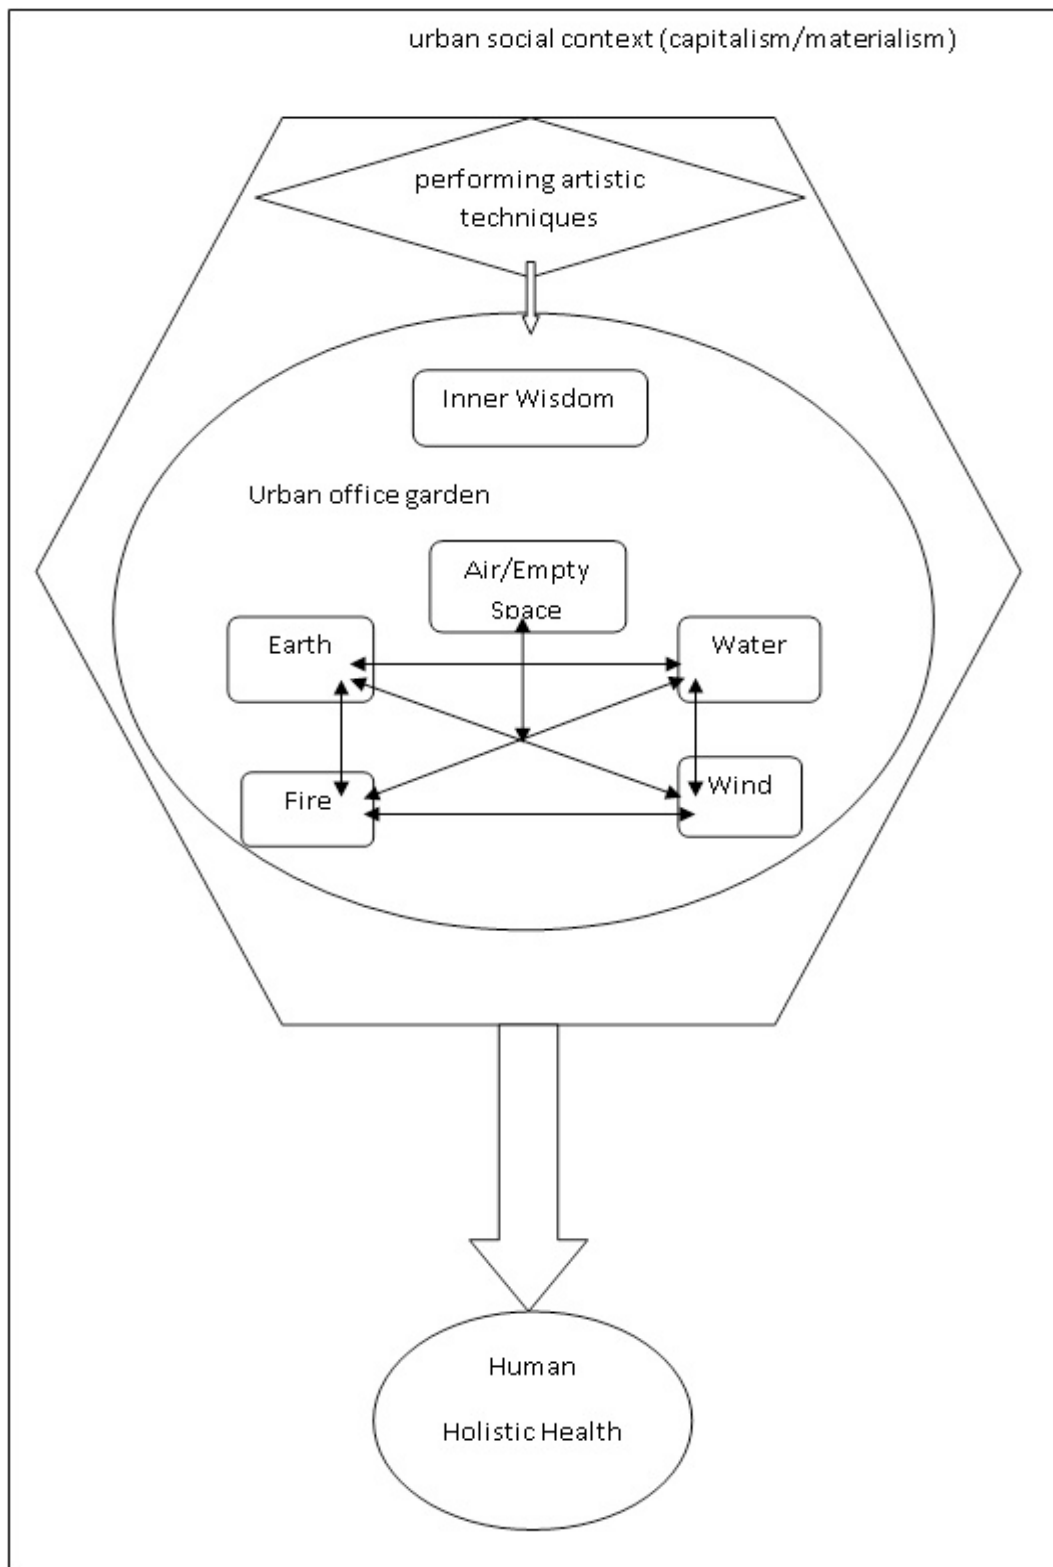 urban social context (capitalism/materialism)
performing artistic
techniques
Inner Wisdom
Urban office garden
Air/Empty
Space
Earth
Water
Fire
Wind
Human
Holistic Health